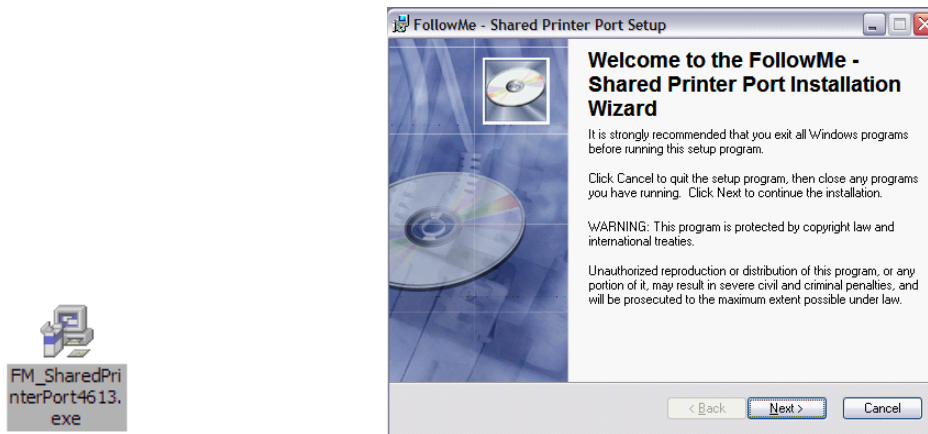 FollowMe - Shared Printer Port Setup
Welcome to the FollowMe -
Shared Printer Port Installation
Wizard
It is strongly recommended that you exit all Windows programs
before running this setup program.
Click Cancel to quit the setup program, then close any programs
you have running. Click Next to continue the installation.
WARNING: This program is protected by copyright law and
international treaties.
Unauthorized reproduction or distribution of this program, or any
portion of it, may result in severe civil and criminal penalties, and
will be prosecuted to the maximum extent possible under law.
< Back
Next >
Cancel
FM_SharedPri
nterPort4613.
exe